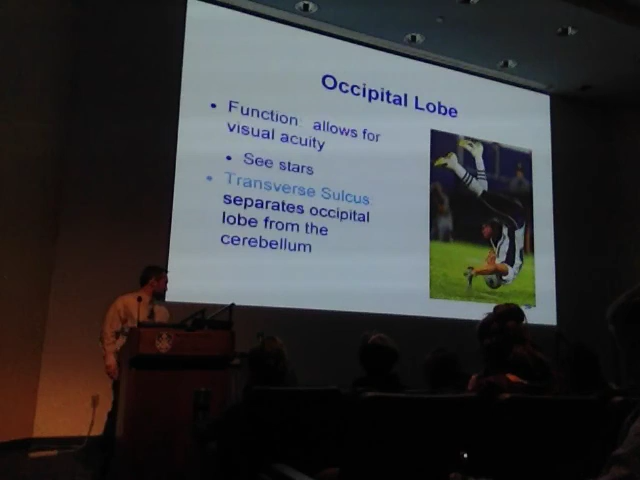 Occipital Lobe
• Function: allows for
visual acuity
• See stars
• Transverse Sulcus:
separates occipital
lobe from the
cerebellum